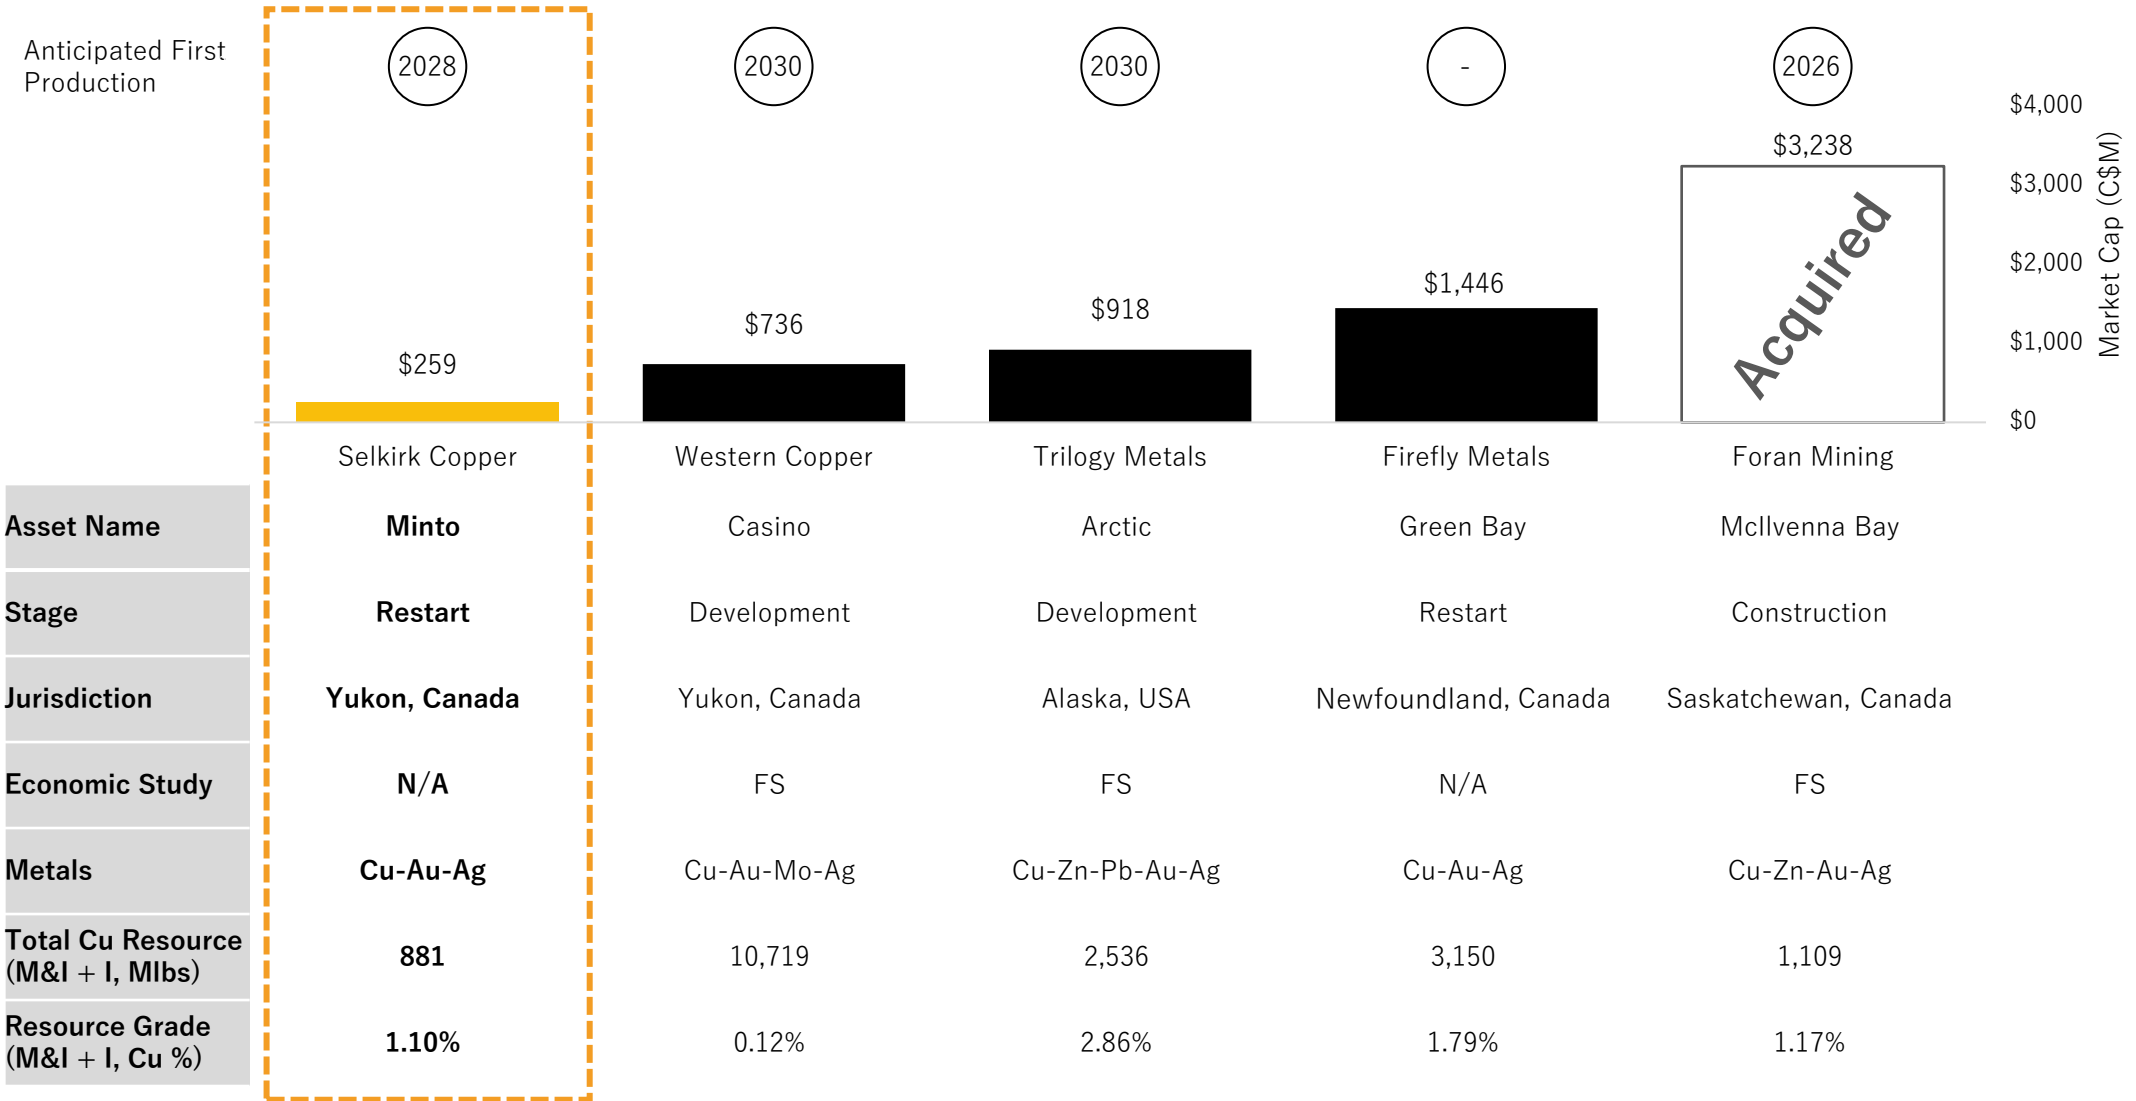 Anticipated First
Production
2028
2030
2030
-
2026
$4,000
$3,000
$2,000
$1,000
$0
Market Cap (C$M)
$259
$736
$918
$1,446
$3,238
Acquired
Selkirk Copper
Western Copper
Trilogy Metals
Firefly Metals
Foran Mining
Asset Name
Minto
Casino
Arctic
Green Bay
McIlvenna Bay
Stage
Restart
Development
Development
Restart
Construction
Jurisdiction
Yukon, Canada
Yukon, Canada
Alaska, USA
Newfoundland, Canada
Saskatchewan, Canada
Economic Study
N/A
FS
FS
N/A
FS
Metals
Cu-Au-Ag
Cu-Au-Mo-Ag
Cu-Zn-Pb-Au-Ag
Cu-Au-Ag
Cu-Zn-Au-Ag
Total Cu Resource
(M&I + I, Mlbs)
881
10,719
2,536
3,150
1,109
Resource Grade
(M&I + I, Cu %)
1.10%
0.12%
2.86%
1.79%
1.17%